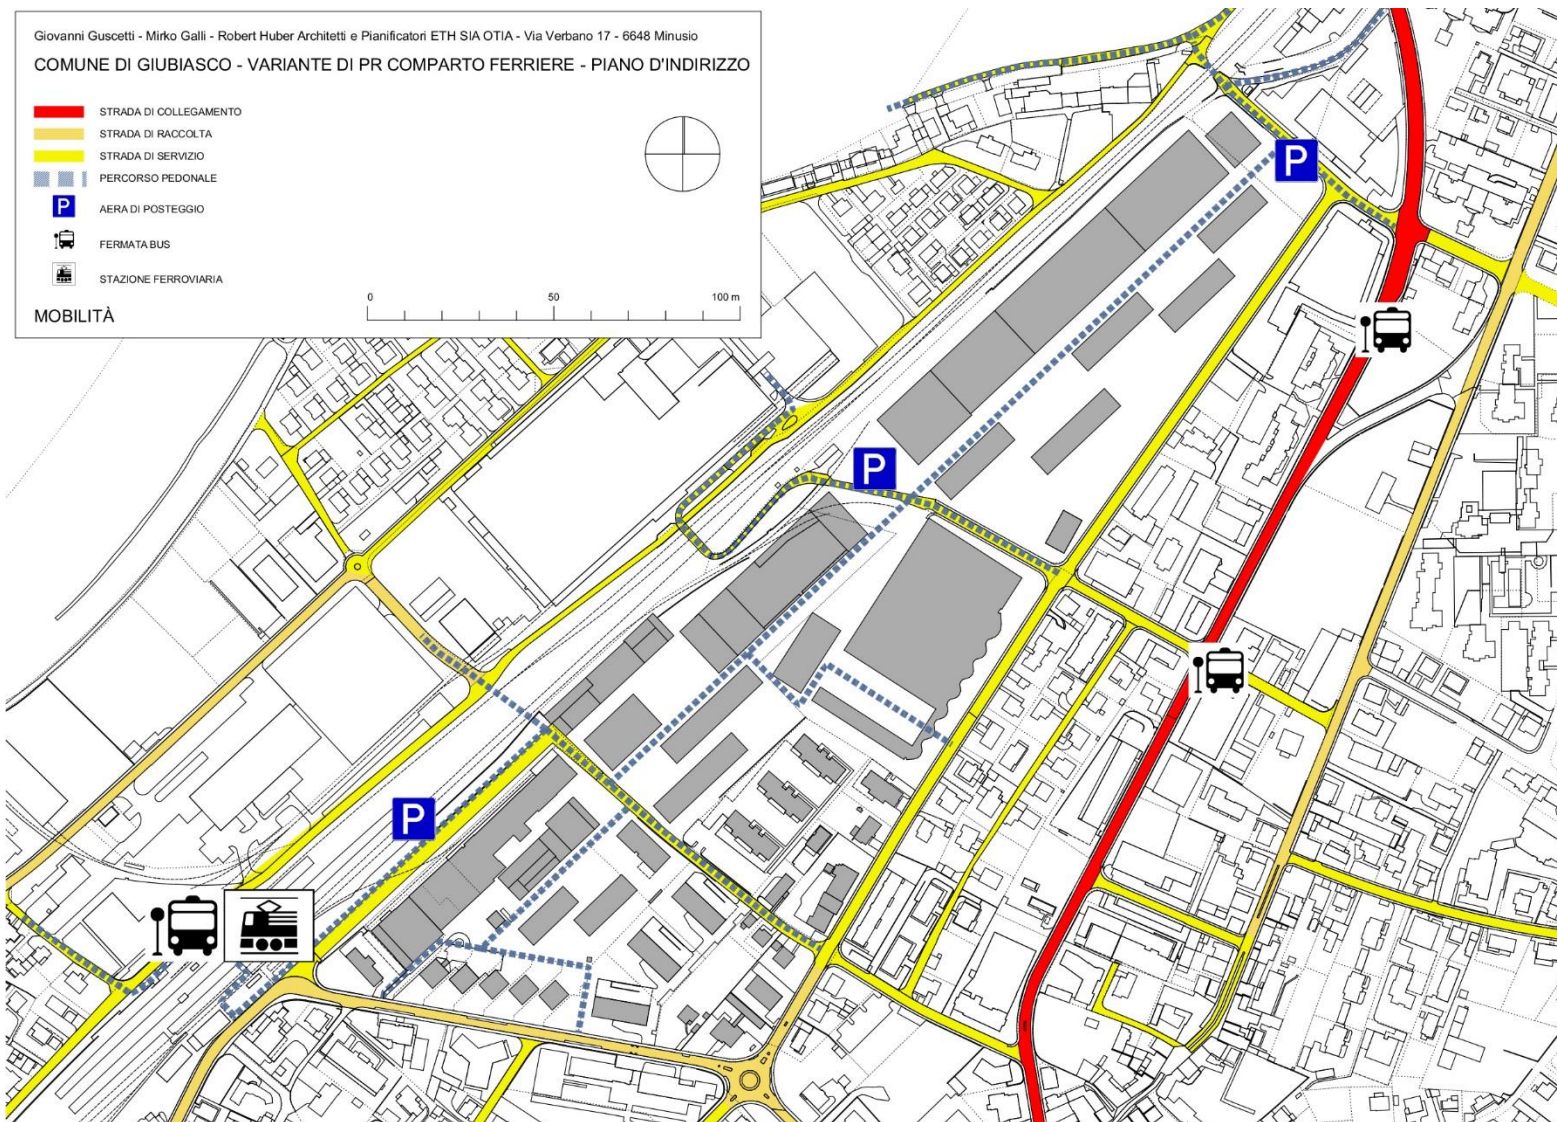 Giovanni Guscetti - Mirko Galli - Robert Huber Architetti e Pianificatori ETH SIA OTIA - Via Verbano 17 - 6648 Minusio
COMUNE DI GIUBIASCO - VARIANTE DI PR COMPARTO FERRIERE - PIANO D'INDIRIZZO
STRADA DI COLLEGAMENTO
STRADA DI RACCOLTA
STRADA DI SERVIZIO
PERCORSO PEDONALE
P AERA DI POSTEGGIO
FERMATA BUS
STAZIONE FERROVIARIA
0 50 100 m
MOBILITÀ
P
P
P